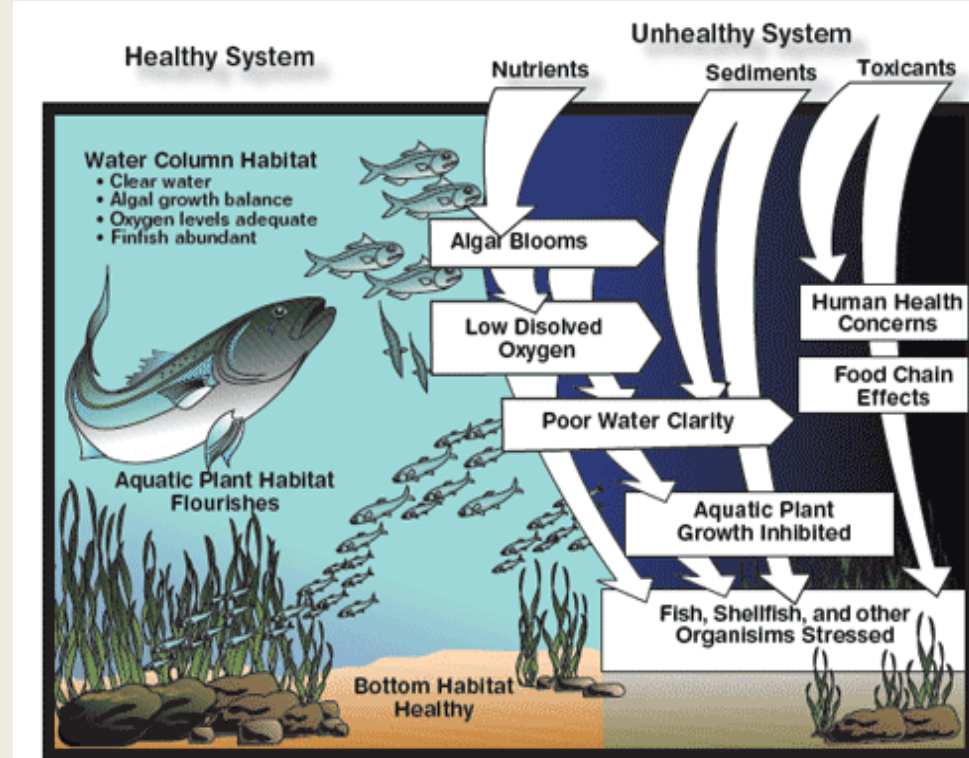 Healthy System
Unhealthy System
Nutrients
Sediments
Toxicants
Water Column Habitat
• Clear water
• Algal growth balance
• Oxygen levels adequate
• Finfish abundant
Algal Blooms
Low Disolved
Oxygen
Human Health
Concerns
Food Chain
Effects
Poor Water Clarity
Aquatic Plant Habitat
Flourishes
Aquatic Plant
Growth Inhibited
Fish, Shellfish, and other
Organisims Stressed
Bottom Habitat
Healthy